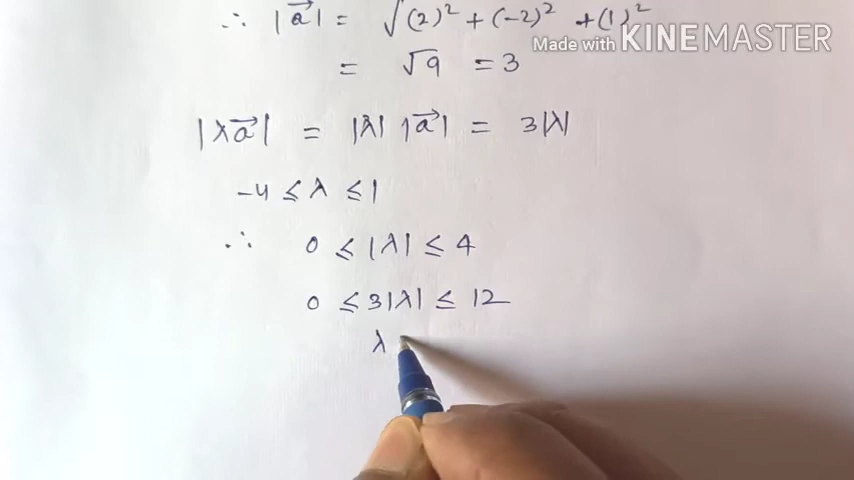 ∴ |a⃗| = √(2)² + (-2)² + (1)²
Made with KINEMASTER
= √9 = 3
|λa⃗| = |λ| |a⃗| = 3|λ|
-4 ≤ λ ≤ 1
∴ 0 ≤ |λ| ≤ 4
0 ≤ 3|λ| ≤ 12
λ